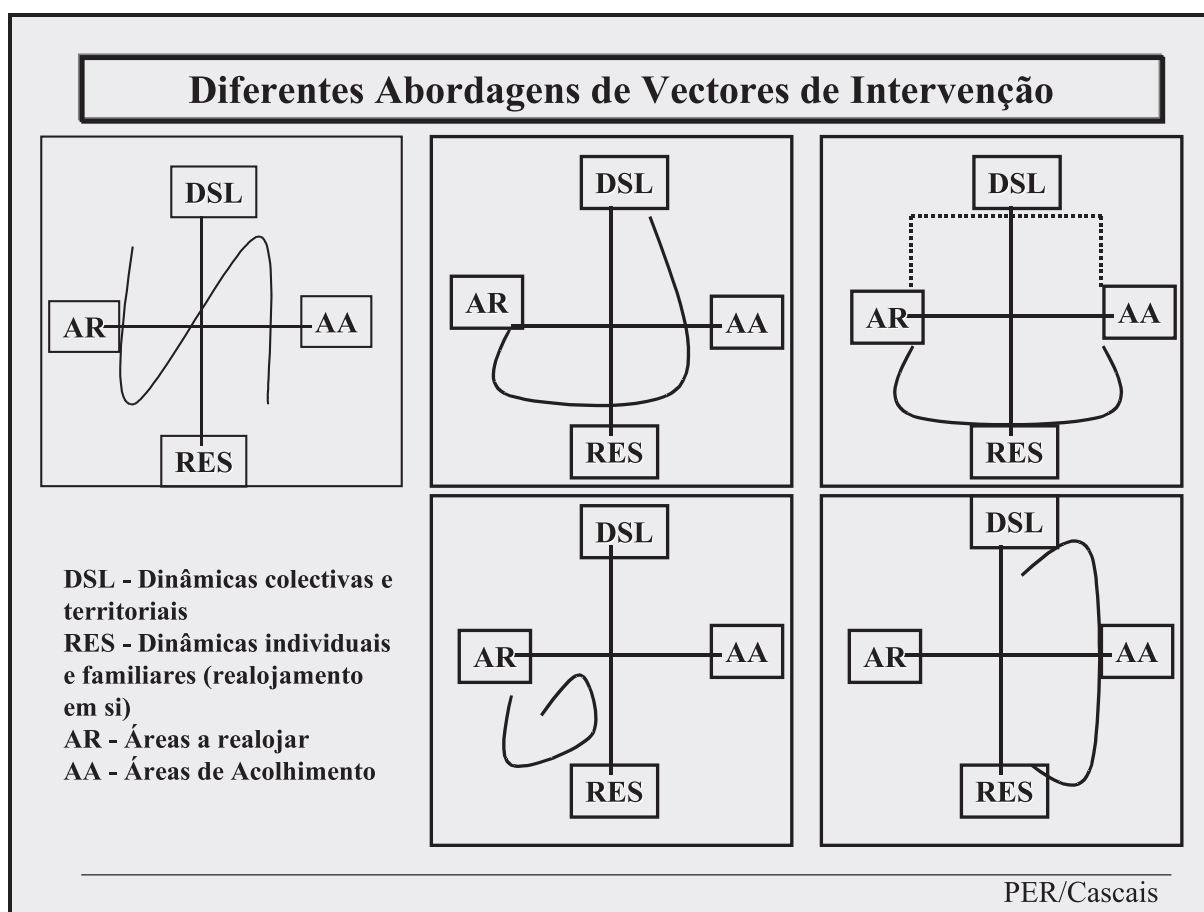 Diferentes Abordagens de Vectores de Intervenção
DSL
AR
AA
RES
DSL
AR
AA
RES
DSL
AR
AA
RES
DSL - Dinâmicas colectivas e
territoriais
RES - Dinâmicas individuais
e familiares (realojamento
em si)
AR - Áreas a realojar
AA - Áreas de Acolhimento
DSL
AR
AA
RES
DSL
AR
AA
RES
PER/Cascais